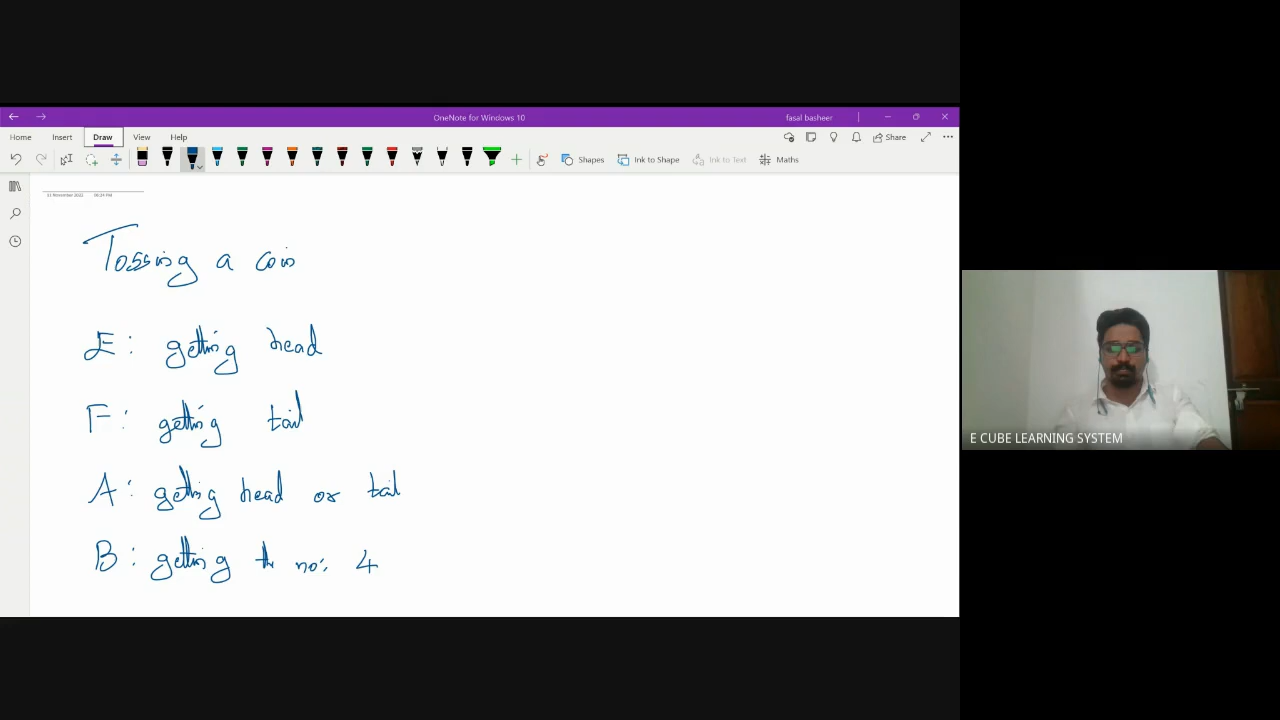 OneNote for Windows 10
fasal basheer
Home Insert Draw View Help
Share
Shapes Ink to Shape Ink to Text Maths
Tossing a coin
E: getting head
F: getting tail
A: getting head or tail
B: getting the no: 4
E CUBE LEARNING SYSTEM